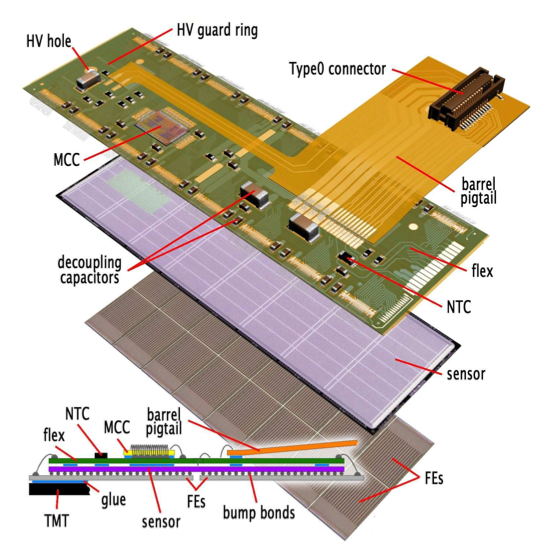 HV guard ring
HV hole
Type0 connector
MCC
barrel
pigtail
decoupling
capacitors
flex
NTC
sensor
barrel
pigtail
MCC
NTC
flex
FEs
glue
FEs
TMT
sensor
bump bonds